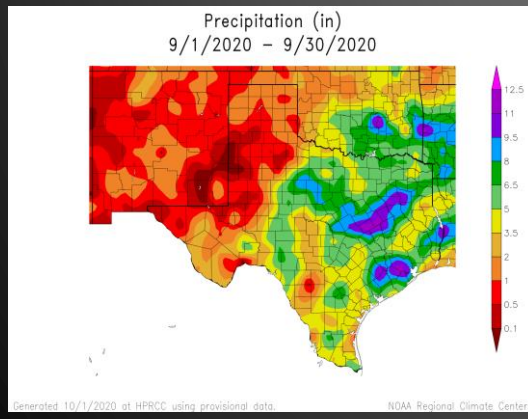 Precipitation (in)
9/1/2020 – 9/30/2020
12.5
11
9.5
8
6.5
5
3.5
2
1
0.5
0.1
Generated 10/1/2020 at HPRCC using provisional data.
NOAA Regional Climate Center